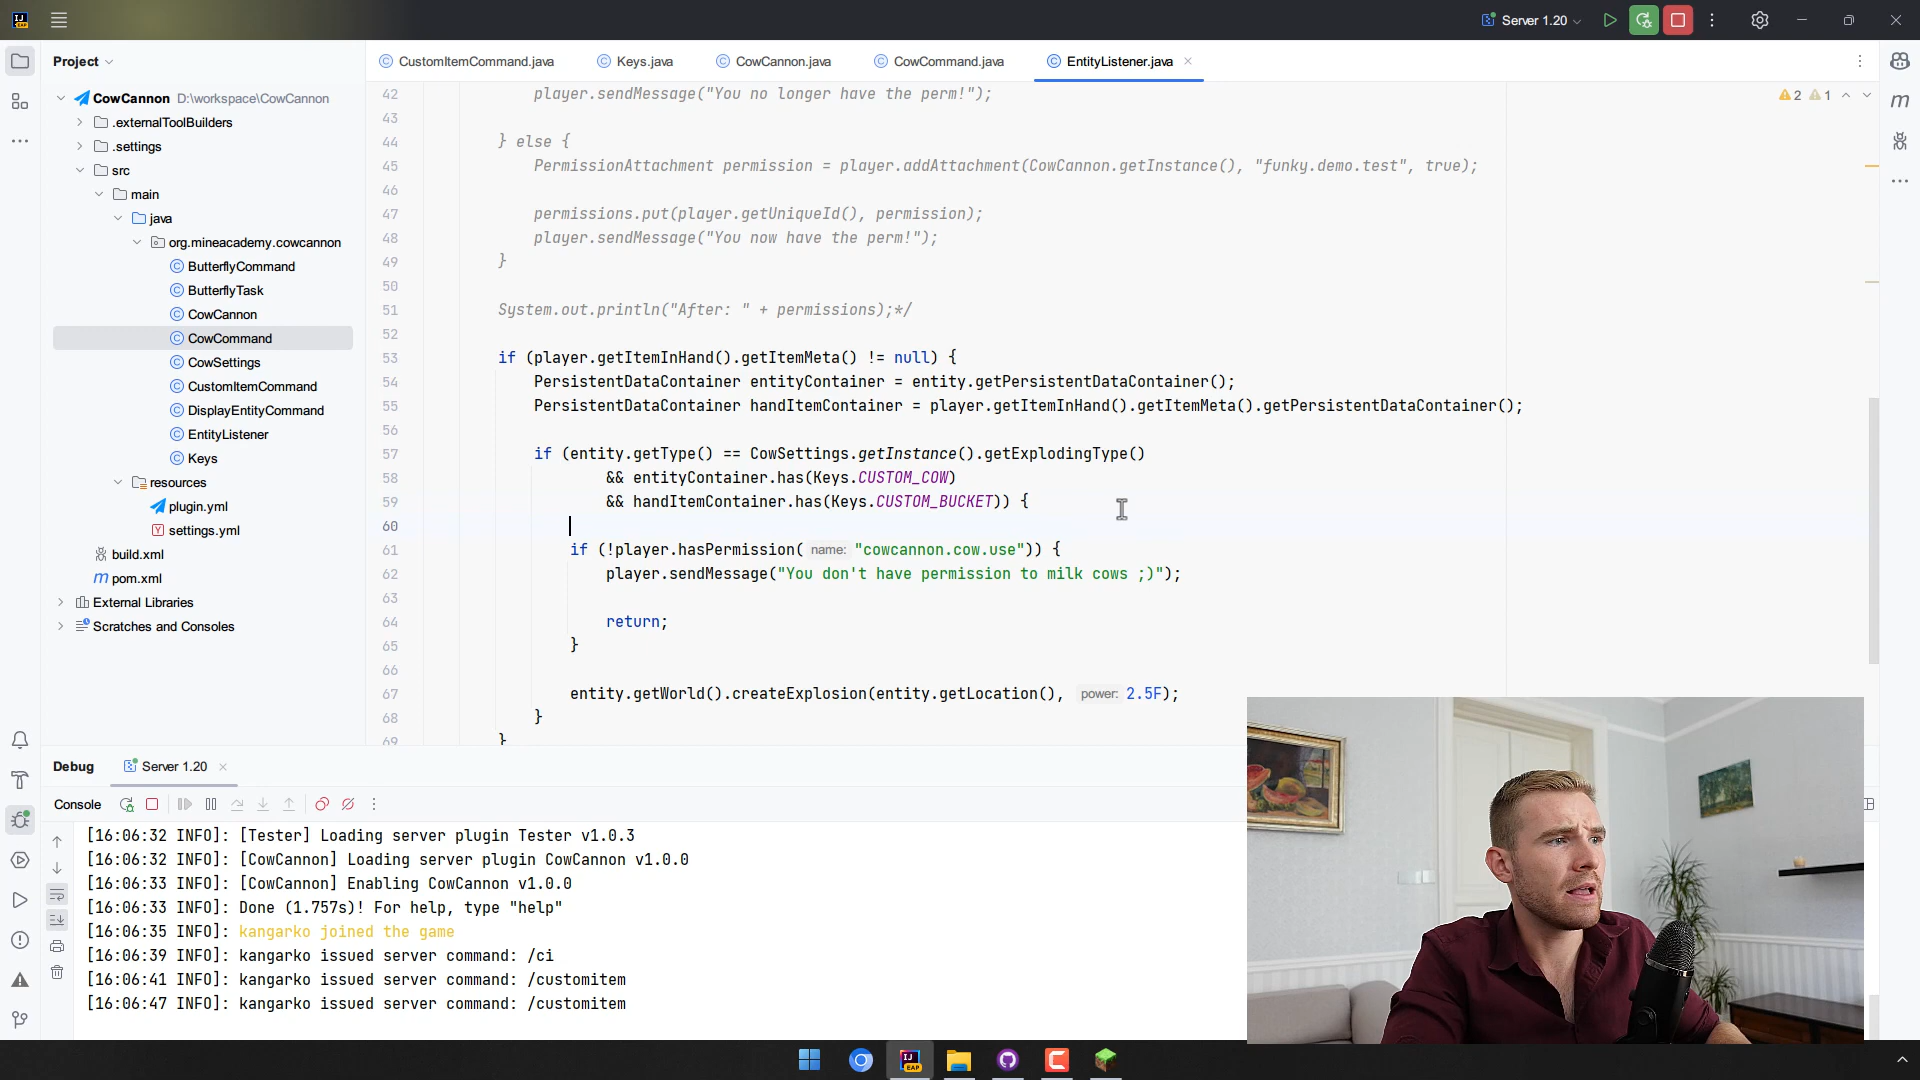 Server 1.20
Project
CustomItemCommand.java
Keys.java
CowCannon.java
CowCommand.java
EntityListener.java
CowCannon D:\workspace\CowCannon
.externalToolBuilders
.settings
src
main
java
org.mineacademy.cowcannon
ButterflyCommand
ButterflyTask
CowCannon
CowCommand
CowSettings
CustomItemCommand
DisplayEntityCommand
EntityListener
Keys
resources
plugin.yml
settings.yml
build.xml
pom.xml
External Libraries
Scratches and Consoles
2 1
42 player.sendMessage("You no longer have the perm!");
43
44 } else {
45 PermissionAttachment permission = player.addAttachment(CowCannon.getInstance(), "funky.demo.test", true);
46
47 permissions.put(player.getUniqueId(), permission);
48 player.sendMessage("You now have the perm!");
49 }
50
51 System.out.println("After: " + permissions);*/
52
53 if (player.getItemInHand().getItemMeta() != null) {
54 PersistentDataContainer entityContainer = entity.getPersistentDataContainer();
55 PersistentDataContainer handItemContainer = player.getItemInHand().getItemMeta().getPersistentDataContainer();
56
57 if (entity.getType() == CowSettings.getInstance().getExplodingType()
58 && entityContainer.has(Keys.CUSTOM_COW)
59 && handItemContainer.has(Keys.CUSTOM_BUCKET)) {
60
61 if (!player.hasPermission( name: "cowcannon.cow.use")) {
62 player.sendMessage("You don't have permission to milk cows ;)");
63
64 return;
65 }
66
67 entity.getWorld().createExplosion(entity.getLocation(), power: 2.5F);
68 }
69 }
Debug
Server 1.20
Console
[16:06:32 INFO]: [Tester] Loading server plugin Tester v1.0.3
[16:06:32 INFO]: [CowCannon] Loading server plugin CowCannon v1.0.0
[16:06:33 INFO]: [CowCannon] Enabling CowCannon v1.0.0
[16:06:33 INFO]: Done (1.757s)! For help, type "help"
[16:06:35 INFO]: kangarko joined the game
[16:06:39 INFO]: kangarko issued server command: /ci
[16:06:41 INFO]: kangarko issued server command: /customitem
[16:06:47 INFO]: kangarko issued server command: /customitem